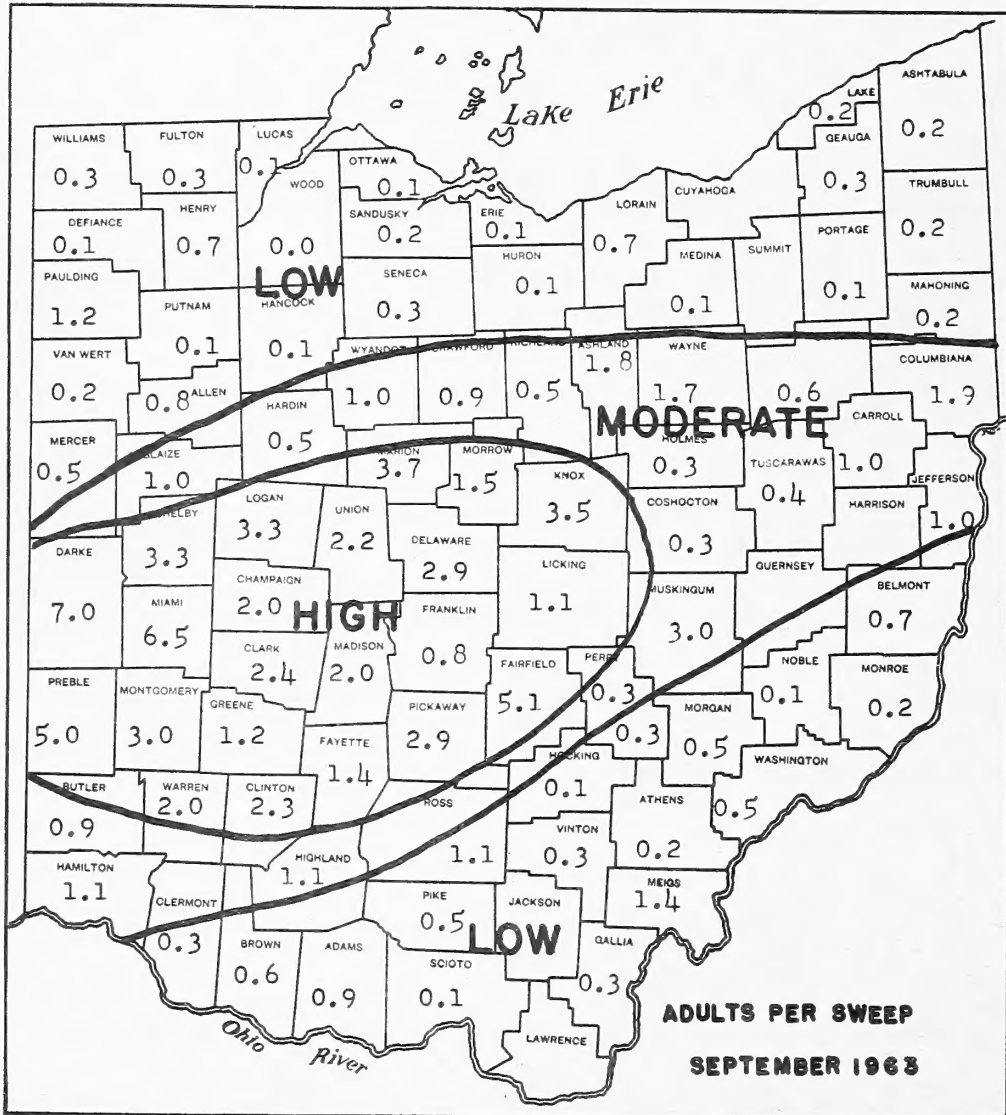 Lake Erie
ASHTABULA
0.2
LAKE
0.2
GEAUGA
0.3
WILLIAMS
0.3
FULTON
0.3
LUCAS
0.1
WOOD
0.0
OTTAWA
0.1
CUYAHOGA
TRUMBULL
0.2
DEFIANCE
0.1
HENRY
0.7
SANDUSKY
0.2
ERIE
0.1
LORAIN
0.7
MEDINA
0.1
SUMMIT
PORTAGE
0.1
MAHONING
0.2
PAULDING
1.2
PUTNAM
0.1
LOW
HANCOCK
0.1
SENECA
0.3
HURON
0.1
VAN WERT
0.2
ALLEN
0.8
WYANDOT
1.0
CRAWFORD
0.9
RICHLAND
0.5
ASHLAND
1.8
WAYNE
1.7
0.6
COLUMBIANA
1.9
MERCER
0.5
GLAIZE
1.0
HARDIN
0.5
MARION
3.7
MORROW
1.5
MODERATE
HOLMES
0.3
TUSCARAWAS
0.4
CARROLL
1.0
JEFFERSON
1.0
SHELBY
3.3
LOGAN
3.3
UNION
2.2
DELAWARE
2.9
KNOX
3.5
COSHOCTON
0.3
HARRISON
DARKE
7.0
MIAMI
6.5
CHAMPAIGN
2.0
HIGH
FRANKLIN
0.8
LICKING
1.1
MUSKINGUM
3.0
GUERNSEY
BELMONT
0.7
CLARK
2.4
MADISON
2.0
FAIRFIELD
5.1
PERRY
0.3
0.3
NOBLE
0.1
MONROE
0.2
PREBLE
5.0
MONTGOMERY
3.0
GREENE
1.2
FAYETTE
1.4
PICKAWAY
2.9
MORGAN
0.5
WASHINGTON
0.5
HOCKING
0.1
BUTLER
0.9
WARREN
2.0
CLINTON
2.3
ROSS
1.1
VINTON
0.3
ATHENS
0.2
HAMILTON
1.1
CLERMONT
0.3
HIGHLAND
1.1
PIKE
0.5
JACKSON
LOW
MEIGS
1.4
BROWN
0.6
ADAMS
0.9
SCIOTO
0.1
GALLIA
0.3
LAWRENCE
Ohio River
ADULTS PER SWEEP
SEPTEMBER 1963